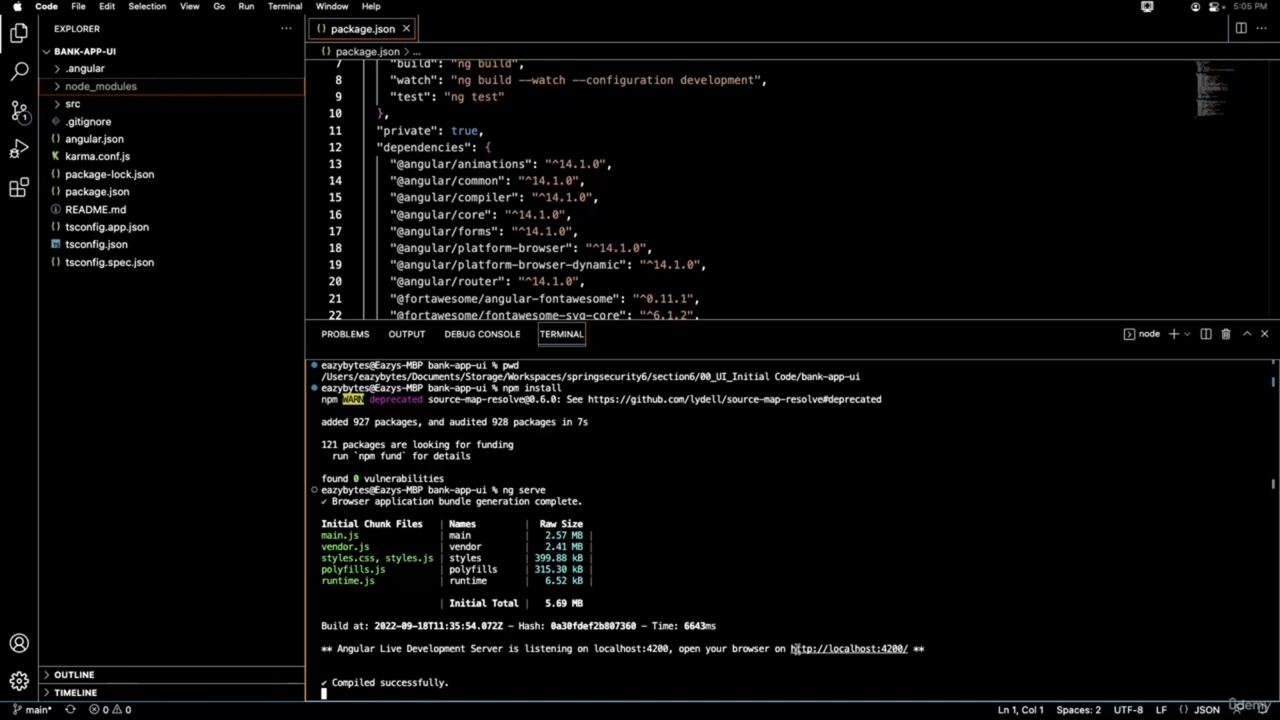 Code File Edit Selection View Go Run Terminal Window Help 5:05 PM
EXPLORER
package.json
BANK-APP-UI
package.json > ...
.angular
node_modules
src
.gitignore
angular.json
karma.conf.js
package-lock.json
package.json
README.md
tsconfig.app.json
tsconfig.json
tsconfig.spec.json
7 "build": "ng build",
8 "watch": "ng build --watch --configuration development",
9 "test": "ng test"
10 },
11 "private": true,
12 "dependencies": {
13 "@angular/animations": "^14.1.0",
14 "@angular/common": "^14.1.0",
15 "@angular/compiler": "^14.1.0",
16 "@angular/core": "^14.1.0",
17 "@angular/forms": "^14.1.0",
18 "@angular/platform-browser": "^14.1.0",
19 "@angular/platform-browser-dynamic": "^14.1.0",
20 "@angular/router": "^14.1.0",
21 "@fortawesome/angular-fontawesome": "^0.11.1",
22 "@fortawesome/fontawesome-svg-core": "^6.1.2",
PROBLEMS OUTPUT DEBUG CONSOLE TERMINAL node
eazybytes@Eazys-MBP bank-app-ui % pwd
/Users/eazybytes/Documents/Storage/Workspaces/springsecurity6/section6/00_UI_Initial Code/bank-app-ui
eazybytes@Eazys-MBP bank-app-ui % npm install
npm WARN deprecated source-map-resolve@0.6.0: See https://github.com/lydell/source-map-resolve#deprecated
added 927 packages, and audited 928 packages in 7s
121 packages are looking for funding
run `npm fund` for details
found 0 vulnerabilities
eazybytes@Eazys-MBP bank-app-ui % ng serve
✔ Browser application bundle generation complete.
Initial Chunk Files | Names | Raw Size
main.js | main | 2.57 MB |
vendor.js | vendor | 2.41 MB |
styles.css, styles.js | styles | 399.88 kB |
polyfills.js | polyfills | 315.30 kB |
runtime.js | runtime | 6.52 kB |
| Initial Total | 5.69 MB
Build at: 2022-09-18T11:35:54.072Z - Hash: 0a30fdef2b807360 - Time: 6643ms
** Angular Live Development Server is listening on localhost:4200, open your browser on http://localhost:4200/ **
✔ Compiled successfully.
OUTLINE
TIMELINE
main* 0 0 Ln 1, Col 1 Spaces: 2 UTF-8 LF {} JSON
udemy